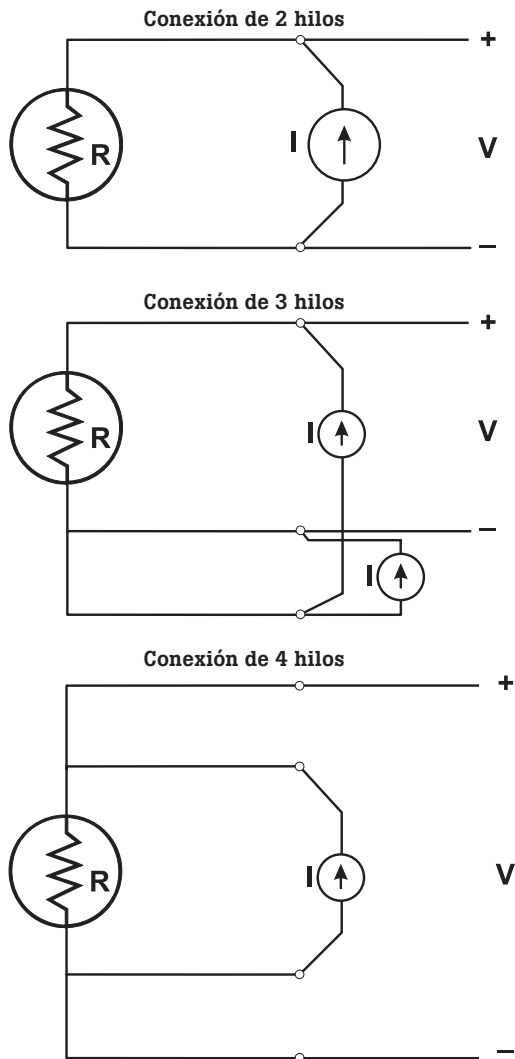 Conexión de 2 hilos
+
R
I
V
–
Conexión de 3 hilos
+
R
I
V
–
I
Conexión de 4 hilos
+
R
I
V
–